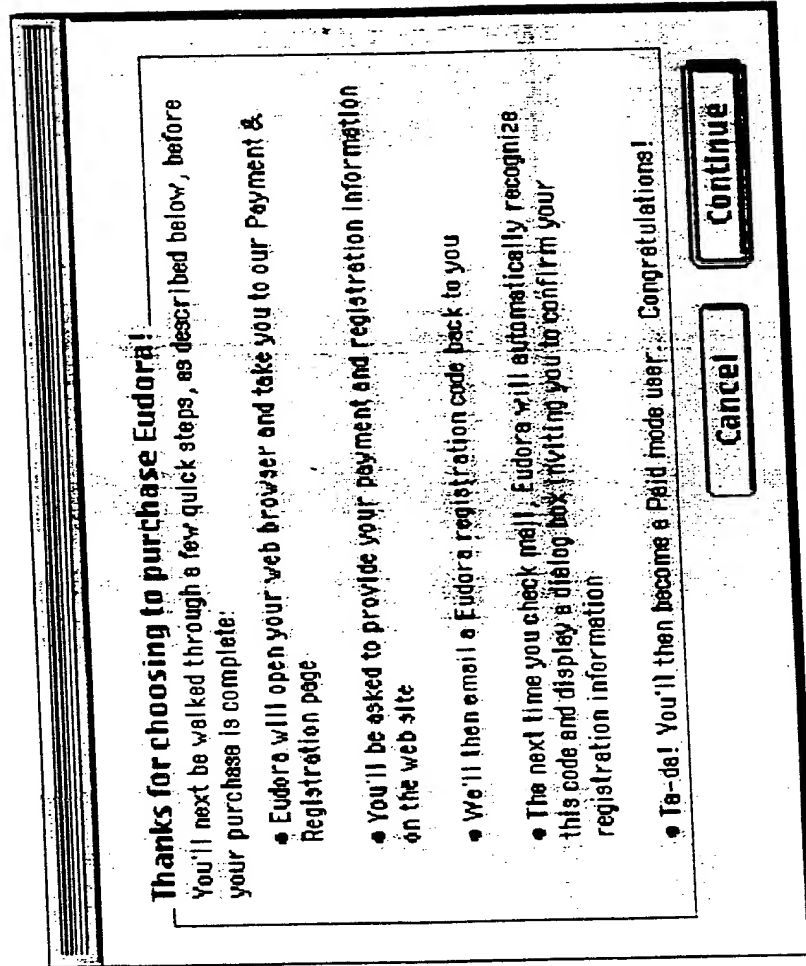 Thanks for choosing to purchase Eudora!
You'll next be walked through a few quick steps, as described below, before
your purchase is complete:
• Eudora will open your web browser and take you to our Payment &
Registration page
• You'll be asked to provide your payment and registration information
on the web site
• We'll then email a Eudora registration code back to you
• The next time you check mail, Eudora will automatically recognize
this code and display a dialog box inviting you to confirm your
registration information
• Ta-da! You'll then become a Paid mode user... Congratulations!
Cancel
Continue